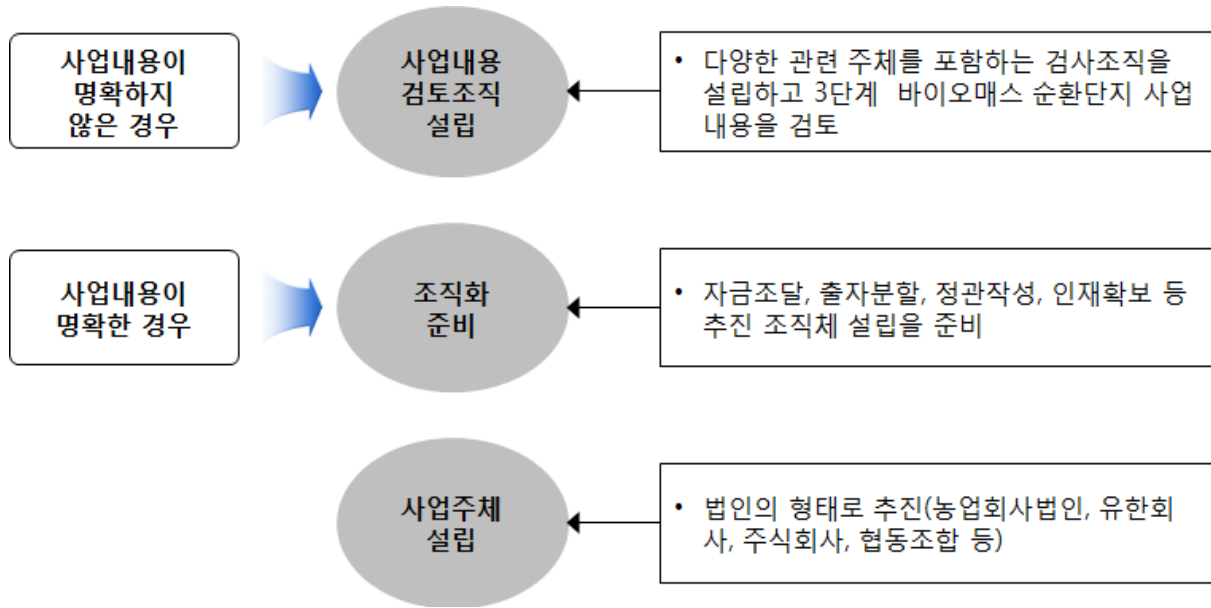 사업내용이
명확하지
않은 경우
사업내용
검토조직
설립
• 다양한 관련 주체를 포함하는 검사조직을
설립하고 3단계 바이오매스 순환단지 사업
내용을 검토
사업내용이
명확한 경우
조직화
준비
• 자금조달, 출자분할, 정관작성, 인재확보 등
추진 조직체 설립을 준비
사업주체
설립
• 법인의 형태로 추진(농업회사법인, 유한회
사, 주식회사, 협동조합 등)